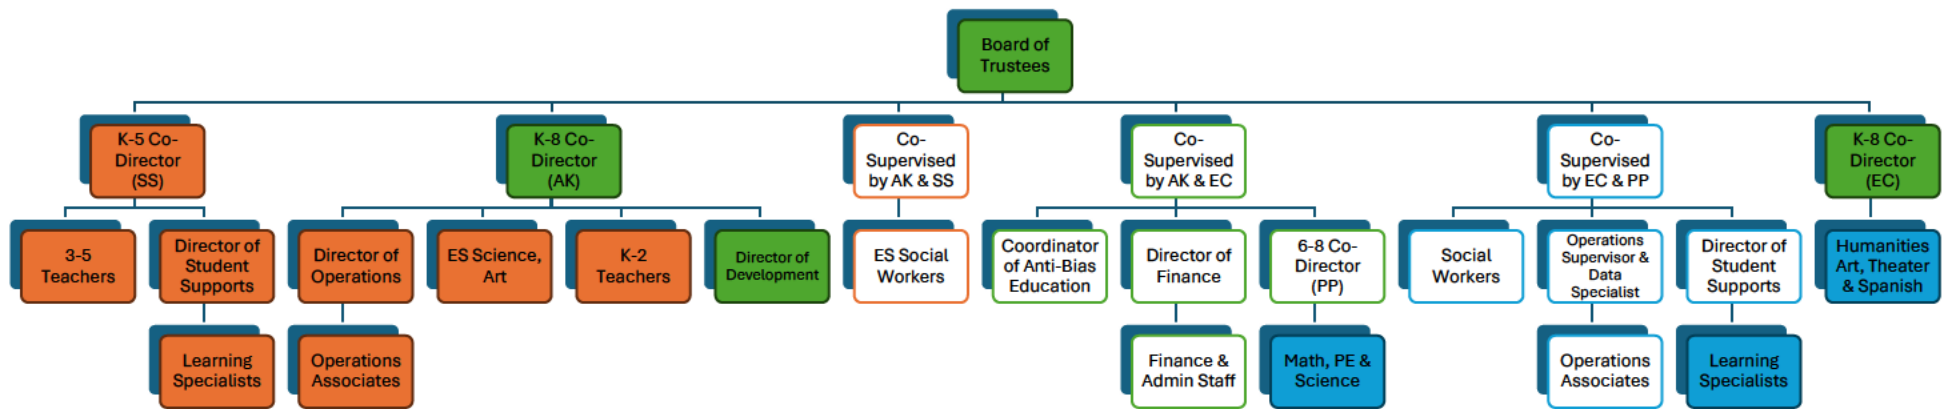 Board of
Trustees
K-5 Co-
Director
(SS)
K-8 Co-
Director
(AK)
Co-
Supervised
by AK & SS
Co-
Supervised
by AK & EC
Co-
Supervised
by EC & PP
K-8 Co-
Director
(EC)
3-5
Teachers
Director of
Student
Supports
Director of
Operations
ES Science,
Art
K-2
Teachers
Director of
Development
ES Social
Workers
Coordinator
of Anti-Bias
Education
Director of
Finance
6-8 Co-
Director
(PP)
Social
Workers
Operations
Supervisor &
Data
Specialist
Director of
Student
Supports
Humanities
Art, Theater
& Spanish
Learning
Specialists
Operations
Associates
Finance &
Admin Staff
Math, PE &
Science
Operations
Associates
Learning
Specialists